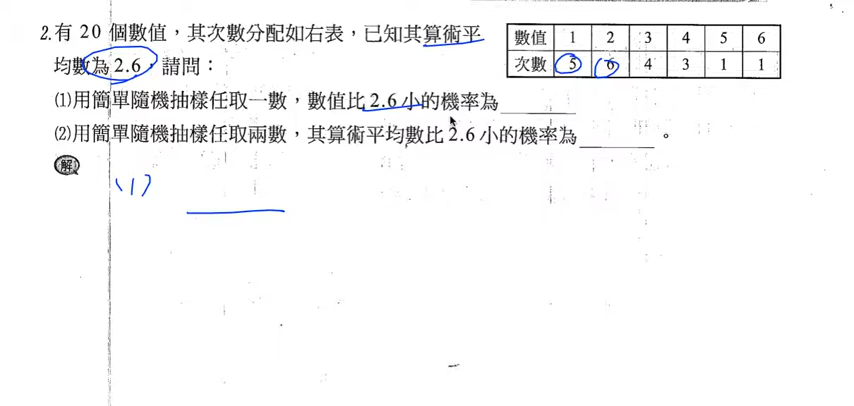 2.有 20 個數值，其次數分配如右表，已知其算術平
均數為 2.6，請問：
數值 1 2 3 4 5 6
次數 5 6 4 3 1 1
⑴用簡單隨機抽樣任取一數，數值比 2.6 小的機率為
⑵用簡單隨機抽樣任取兩數，其算術平均數比 2.6 小的機率為 。
解
(1)